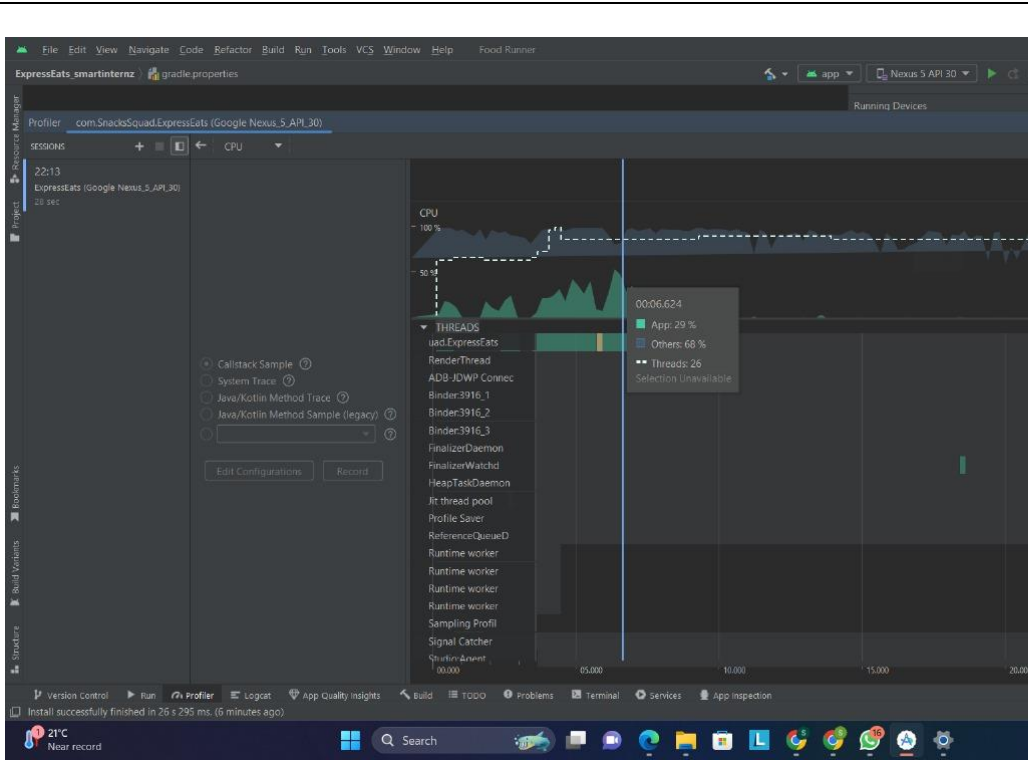 File Edit View Navigate Code Refactor Build Run Tools VCS Window Help Food Runner
ExpressEats_smartinternz gradle.properties
app
Nexus 5 API 30
Running Devices
Resource Manager
Project
Bookmarks
Build Variants
Structure
Profiler com.SnacksSquad.ExpressEats (Google Nexus_5_API_30)
SESSIONS
CPU
22:13
ExpressEats (Google Nexus_5_API_30)
28 sec
Callstack Sample
System Trace
Java/Kotlin Method Trace
Java/Kotlin Method Sample (legacy)
Edit Configurations Record
CPU
100 %
50 %
00:06.624
App: 29 %
Others: 68 %
Threads: 26
Selection Unavailable
THREADS
uad.ExpressEats
RenderThread
ADB-JDWP Connec
Binder:3916_1
Binder:3916_2
Binder:3916_3
FinalizerDaemon
FinalizerWatchd
HeapTaskDaemon
Jit thread pool
Profile Saver
ReferenceQueueD
Runtime worker
Runtime worker
Runtime worker
Runtime worker
Sampling Profil
Signal Catcher
StudioAgent
00.000 05.000 10.000 15.000 20.00
Version Control Run Profiler Logcat App Quality Insights Build TODO Problems Terminal Services App Inspection
Install successfully finished in 26 s 295 ms. (6 minutes ago)
1
21°C
Near record
Search
L
S
S
16